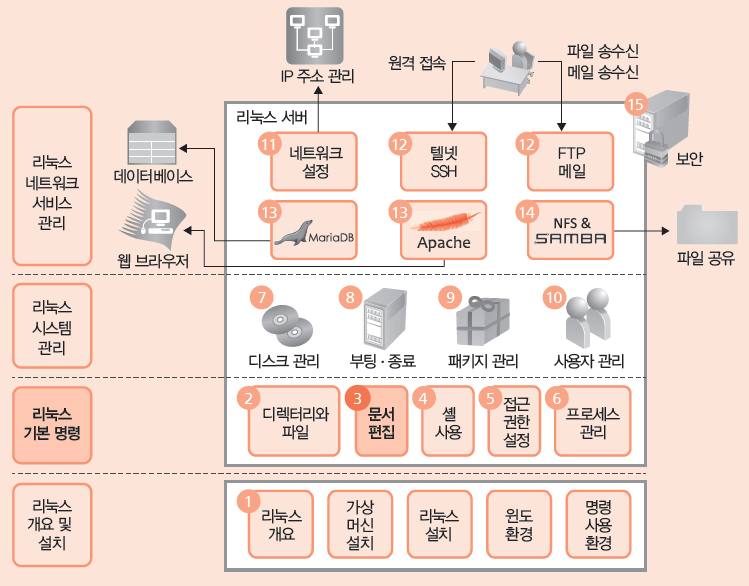 IP 주소 관리
원격 접속
파일 송수신
메일 송수신
리눅스
네트워크
서비스
관리
데이터베이스
웹 브라우저
리눅스 서버
11
네트워크
설정
12
텔넷
SSH
12
FTP
메일
15
보안
13
MariaDB
13
Apache
14
NFS &
SAMBA
파일 공유
리눅스
시스템
관리
7
디스크 관리
8
부팅·종료
9
패키지 관리
10
사용자 관리
리눅스
기본 명령
2
디렉터리와
파일
3
문서
편집
4
셸
사용
5
접근
권한
설정
6
프로세스
관리
리눅스
개요 및
설치
1
리눅스
개요
가상
머신
설치
리눅스
설치
윈도
환경
명령
사용
환경